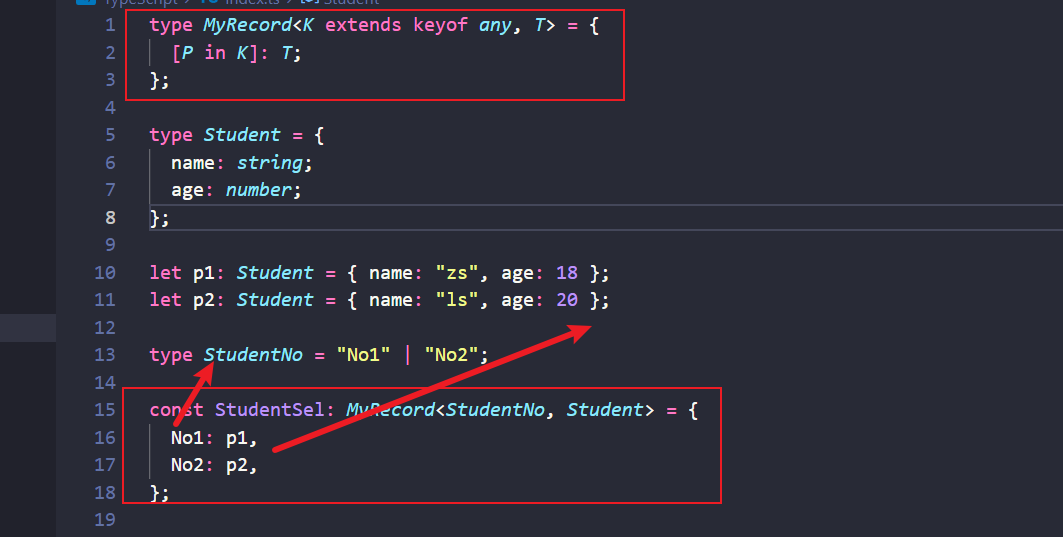 TypeScript > TS index.ts > Student
1 type MyRecord<K extends keyof any, T> = {
2 [P in K]: T;
3 };
4
5 type Student = {
6 name: string;
7 age: number;
8 };
9
10 let p1: Student = { name: "zs", age: 18 };
11 let p2: Student = { name: "ls", age: 20 };
12
13 type StudentNo = "No1" | "No2";
14
15 const StudentSel: MyRecord<StudentNo, Student> = {
16 No1: p1,
17 No2: p2,
18 };
19